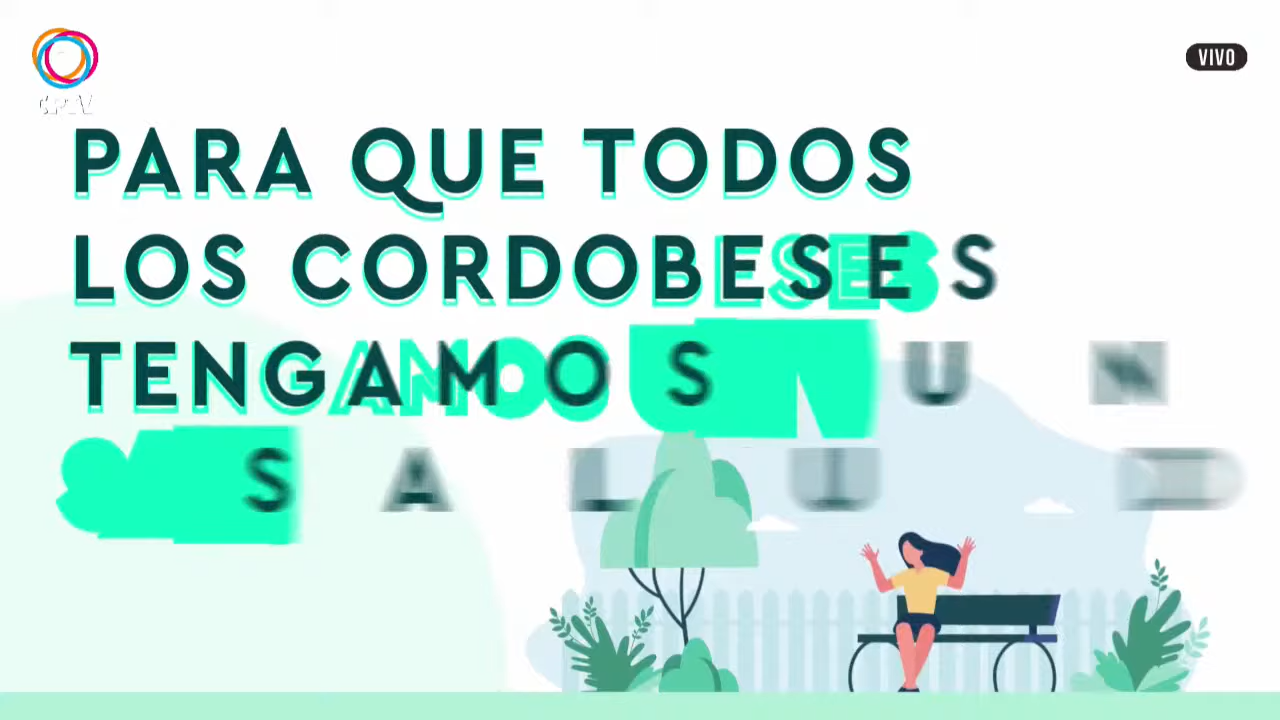 VIVO
PARA QUE TODOS
LOS CORDOBESES
TENGAMOS UN
SALUD